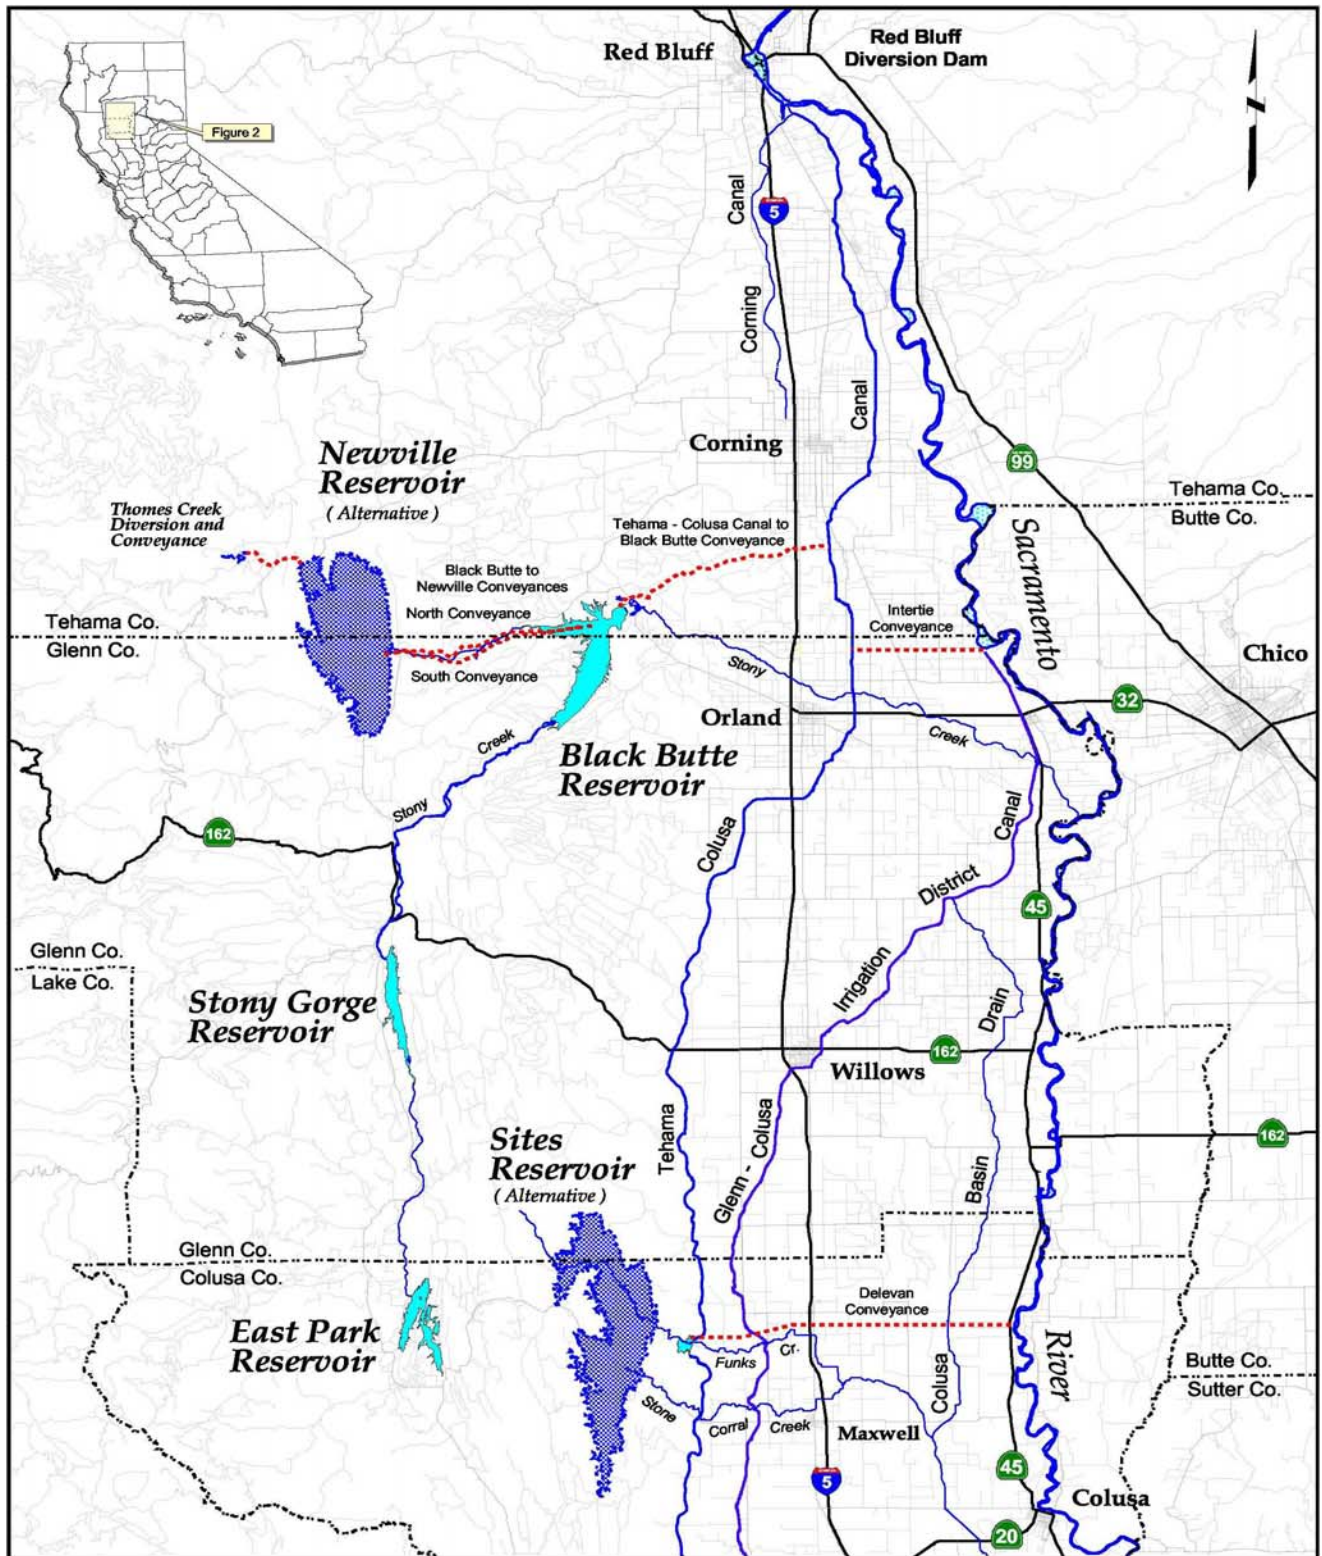 Red Bluff
Red Bluff
Diversion Dam
Figure 2
N
Canal
5
Corning
Canal
Newville
Reservoir
( Alternative )
Corning
99
Tehama Co.
Butte Co.
Thomes Creek
Diversion and
Conveyance
Tehama - Colusa Canal to
Black Butte Conveyance
Sacramento
Black Butte to
Newville Conveyances
North Conveyance
Intertie
Conveyance
Tehama Co.
Glenn Co.
South Conveyance
Stony
Chico
32
Orland
Creek
Creek
Black Butte
Reservoir
Stony
162
Colusa
Canal
District
45
Glenn Co.
Lake Co.
Irrigation
Stony Gorge
Reservoir
Drain
162
Willows
Tehama
Glenn - Colusa
162
Sites
Reservoir
( Alternative )
Basin
Glenn Co.
Colusa Co.
Delevan
Conveyance
East Park
Reservoir
River
Funks
Cr.
Butte Co.
Sutter Co.
Colusa
Stone
Corral
Creek
Maxwell
5
45
Colusa
20